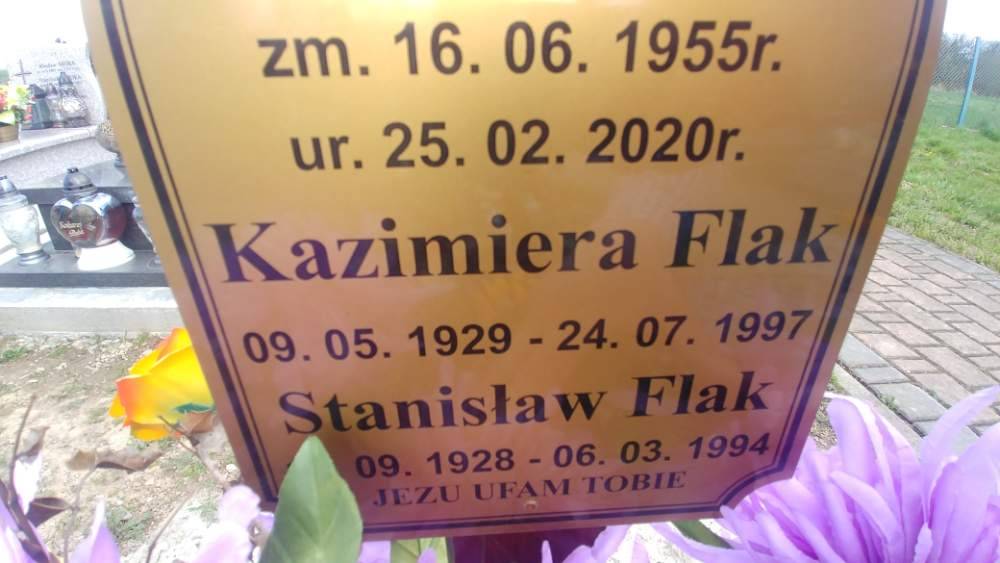 zm. 16. 06. 1955r.
ur. 25. 02. 2020r.
Kazimiera Flak
09. 05. 1929 - 24. 07. 1997
Stanisław Flak
09. 1928 - 06. 03. 1994
JEZU UFAM TOBIE